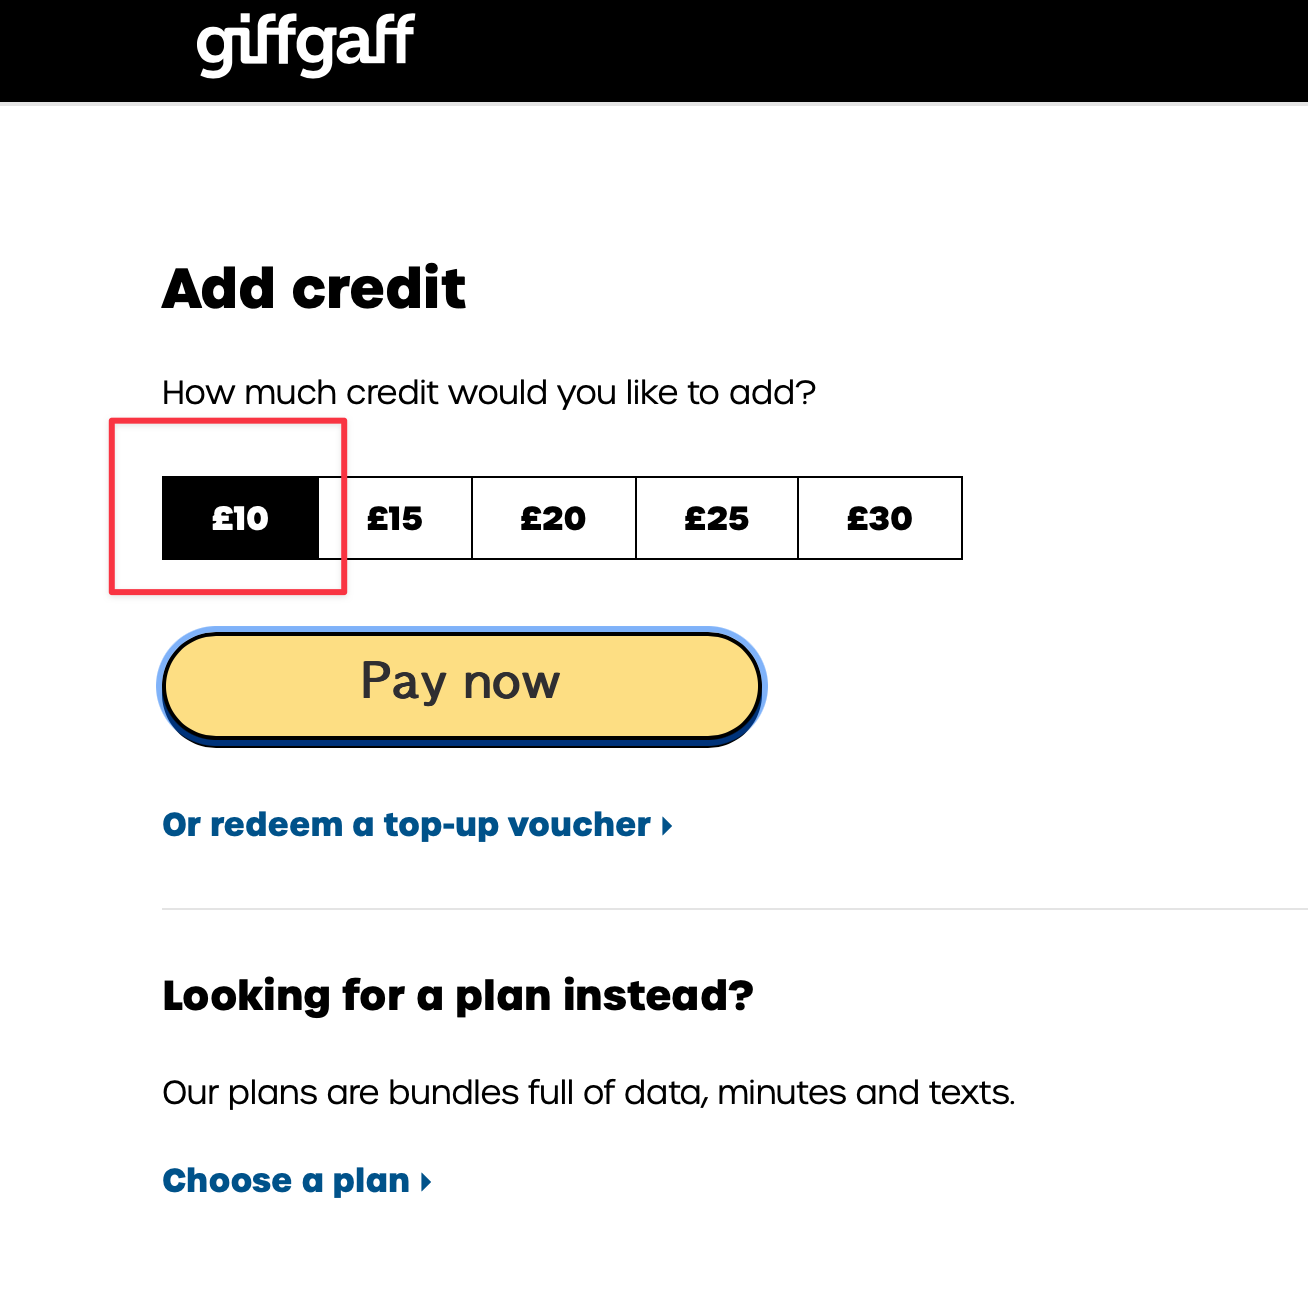 giffgaff
Add credit
How much credit would you like to add?
£10 £15 £20 £25 £30
Pay now
Or redeem a top-up voucher
Looking for a plan instead?
Our plans are bundles full of data, minutes and texts.
Choose a plan